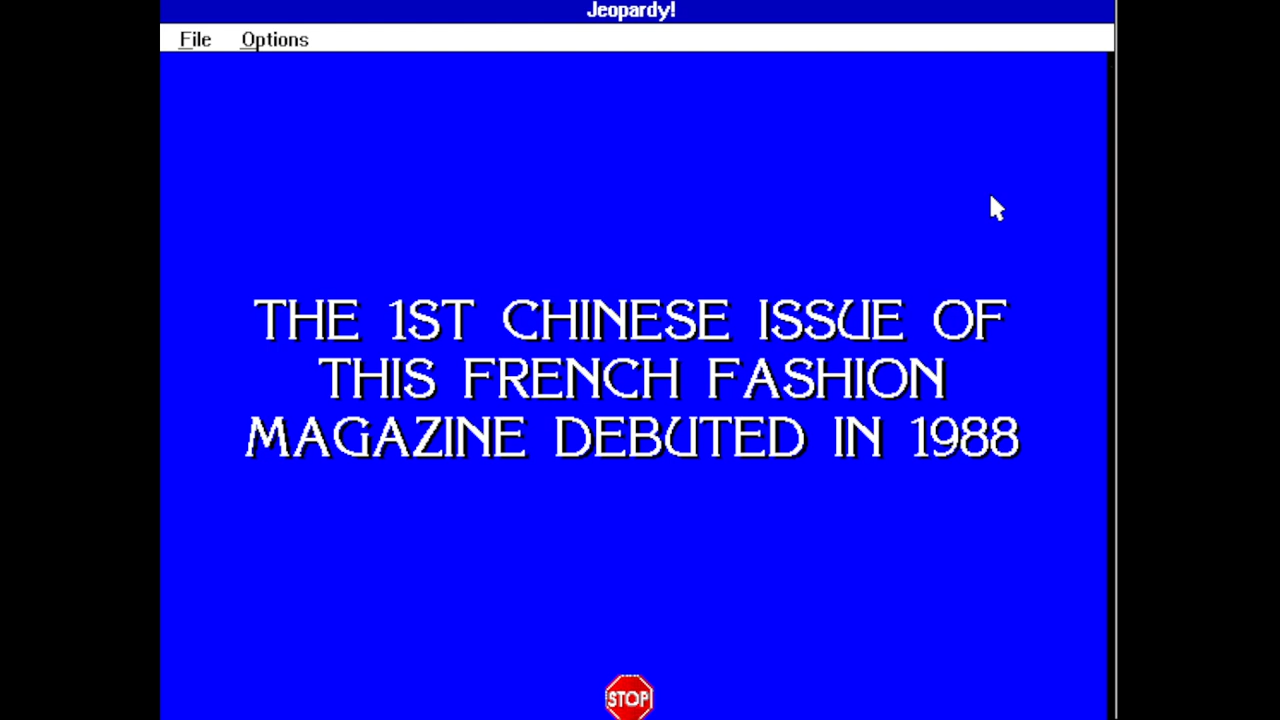 Jeopardy!
File Options
THE 1ST CHINESE ISSUE OF
THIS FRENCH FASHION
MAGAZINE DEBUTED IN 1988
STOP